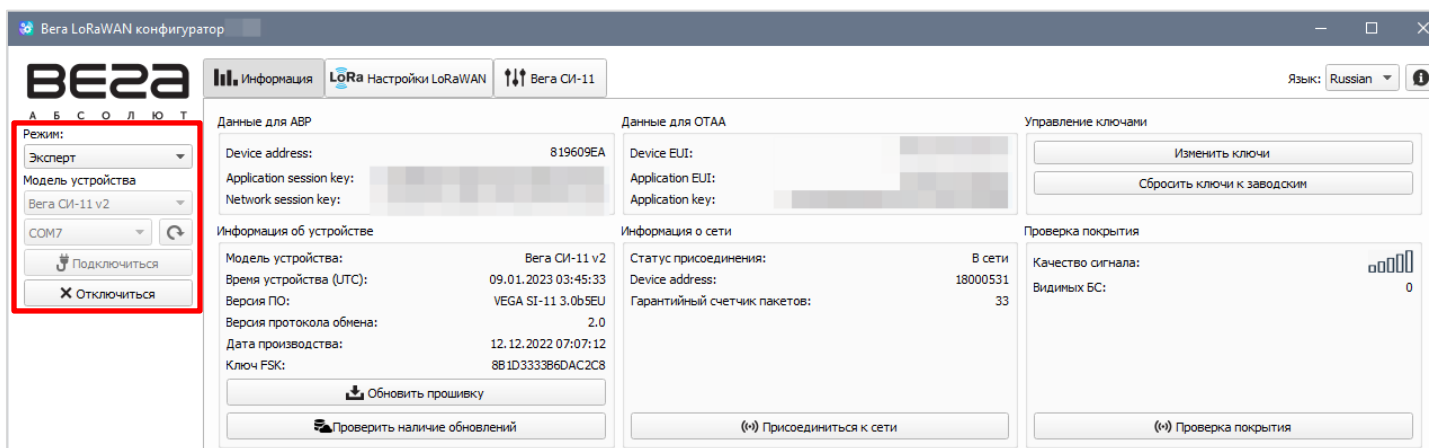 Вега LoRaWAN конфигуратор
ВЕГА
АБСОЛЮТ
Режим:
Эксперт
Модель устройства
Вега СИ-11 v2
COM7
Подключиться
Отключиться
Информация
LoRa Настройки LoRaWAN
Вега СИ-11
Язык: Russian
Данные для ABP
Device address: 819609EA
Application session key:
Network session key:
Данные для OTAA
Device EUI:
Application EUI:
Application key:
Управление ключами
Изменить ключи
Сбросить ключи к заводским
Информация об устройстве
Модель устройства: Вега СИ-11 v2
Время устройства (UTC): 09.01.2023 03:45:33
Версия ПО: VEGA SI-11 3.0b5EU
Версия протокола обмена: 2.0
Дата производства: 12.12.2022 07:07:12
Ключ FSK: 8B1D3333B6DAC2C8
Обновить прошивку
Проверить наличие обновлений
Информация о сети
Статус присоединения: В сети
Device address: 18000531
Гарантийный счетчик пакетов: 33
Присоединиться к сети
Проверка покрытия
Качество сигнала:
Видимых БС: 0
Проверка покрытия